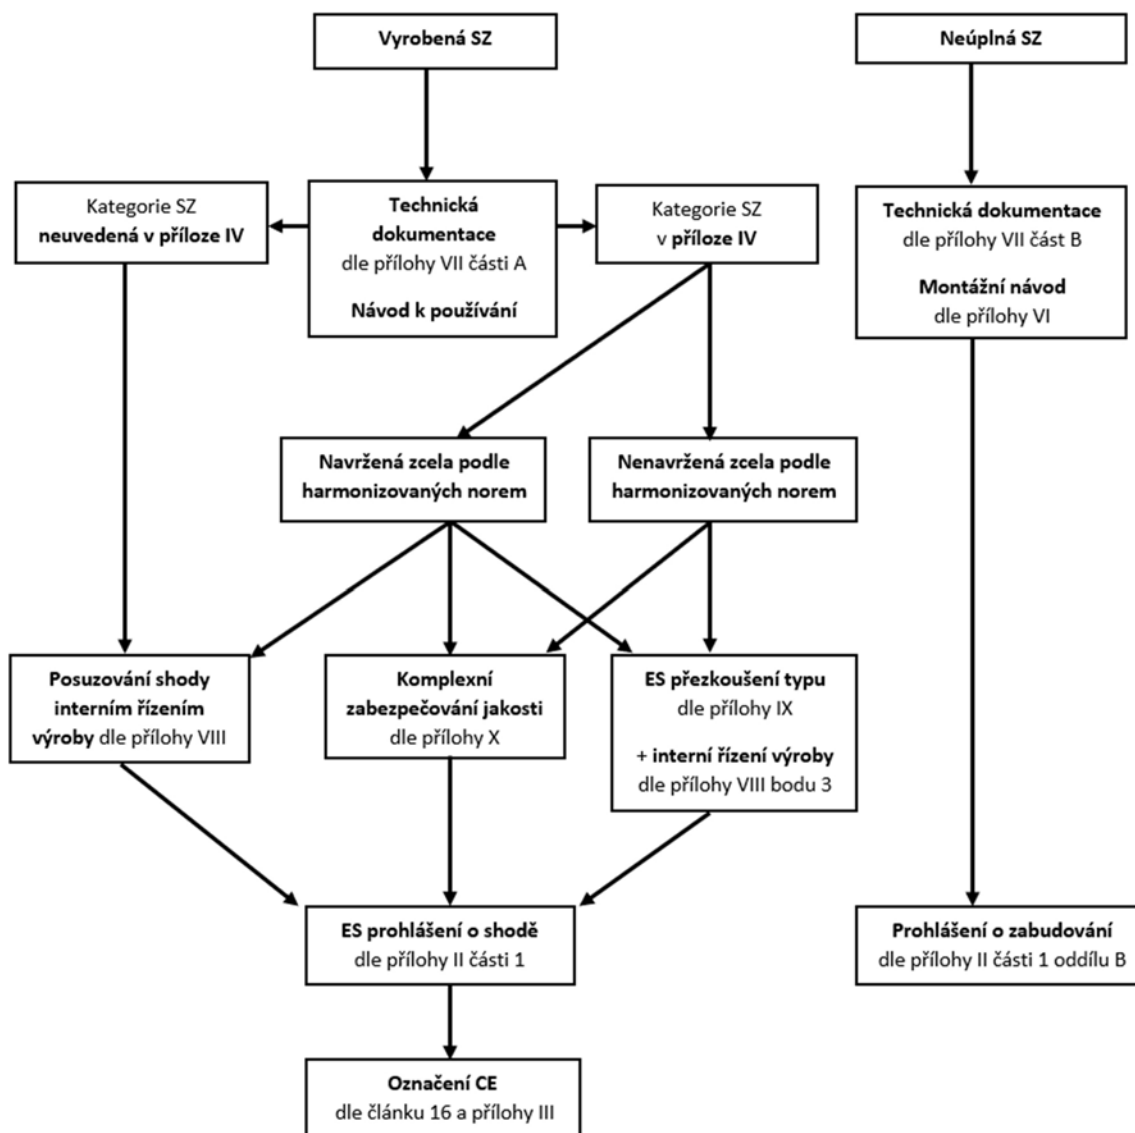 Vyrobená SZ
Neúplná SZ
Kategorie SZ
neuvedená v příloze IV
Technická
dokumentace
dle přílohy VII části A
Návod k používání
Kategorie SZ
v příloze IV
Technická dokumentace
dle přílohy VII část B
Montážní návod
dle přílohy VI
Navržená zcela podle
harmonizovaných norem
Nenavržená zcela podle
harmonizovaných norem
Posuzování shody
interním řízením
výroby dle přílohy VIII
Komplexní
zabezpečování jakosti
dle přílohy X
ES přezkoušení typu
dle přílohy IX
+ interní řízení výroby
dle přílohy VIII bodu 3
ES prohlášení o shodě
dle přílohy II části 1
Prohlášení o zabudování
dle přílohy II části 1 oddílu B
Označení CE
dle článku 16 a přílohy III